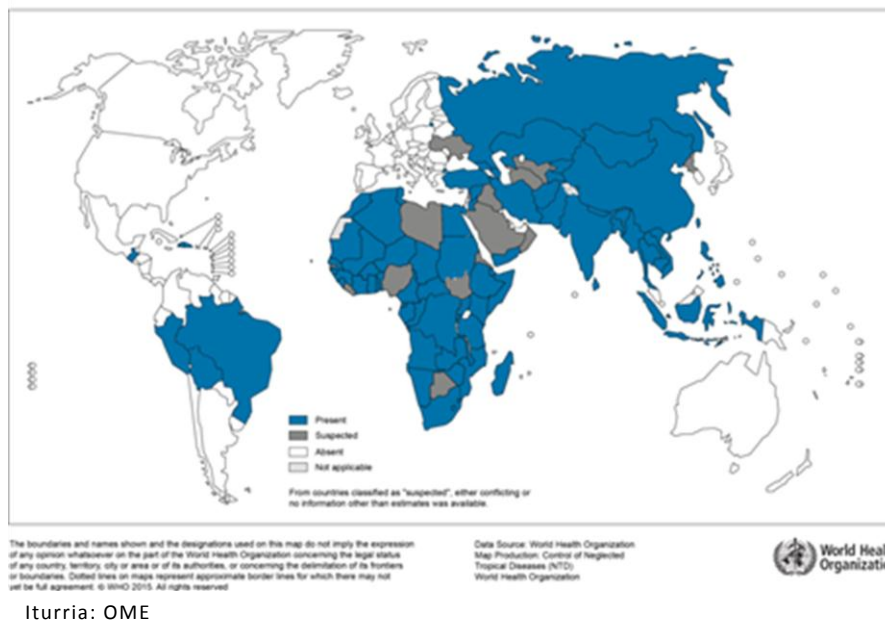 Present
Suspected
Absent
Not applicable
From countries classified as "suspected", either conflicting or
no information other than estimates was available.
The boundaries and names shown and the designations used on this map do not imply the expression
of any opinion whatsoever on the part of the World Health Organization concerning the legal status
of any country, territory, city or area or of its authorities, or concerning the delimitation of its frontiers
or boundaries. Dotted lines on maps represent approximate border lines for which there may not
yet be full agreement. © WHO 2015. All rights reserved
Data Source: World Health Organization
Map Production: Control of Neglected
Tropical Diseases (NTD)
World Health Organization
World Heal
Organizatio
Iturria: OME